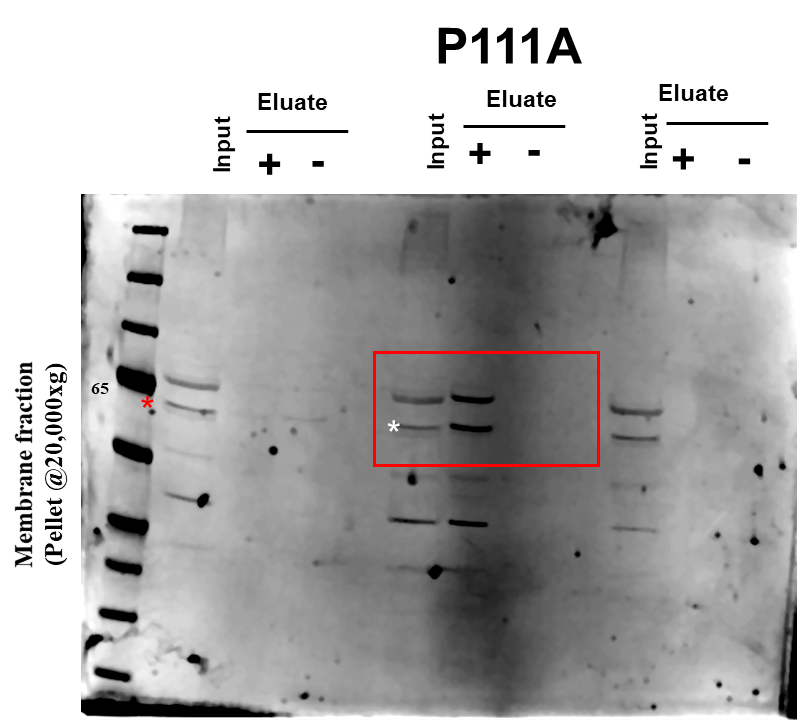 P111A
Input Eluate
+ -
Input Eluate
+ -
Input Eluate
+ -
65
*
*
Membrane fraction
(Pellet @20,000xg)